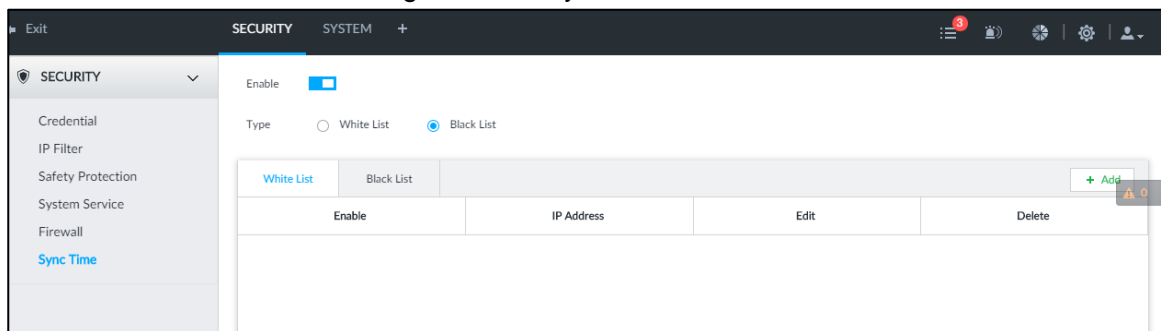 Exit
SECURITY SYSTEM +
3
SECURITY
Credential
IP Filter
Safety Protection
System Service
Firewall
Sync Time
Enable
Type White List Black List
White List Black List + Add
0
Enable IP Address Edit Delete